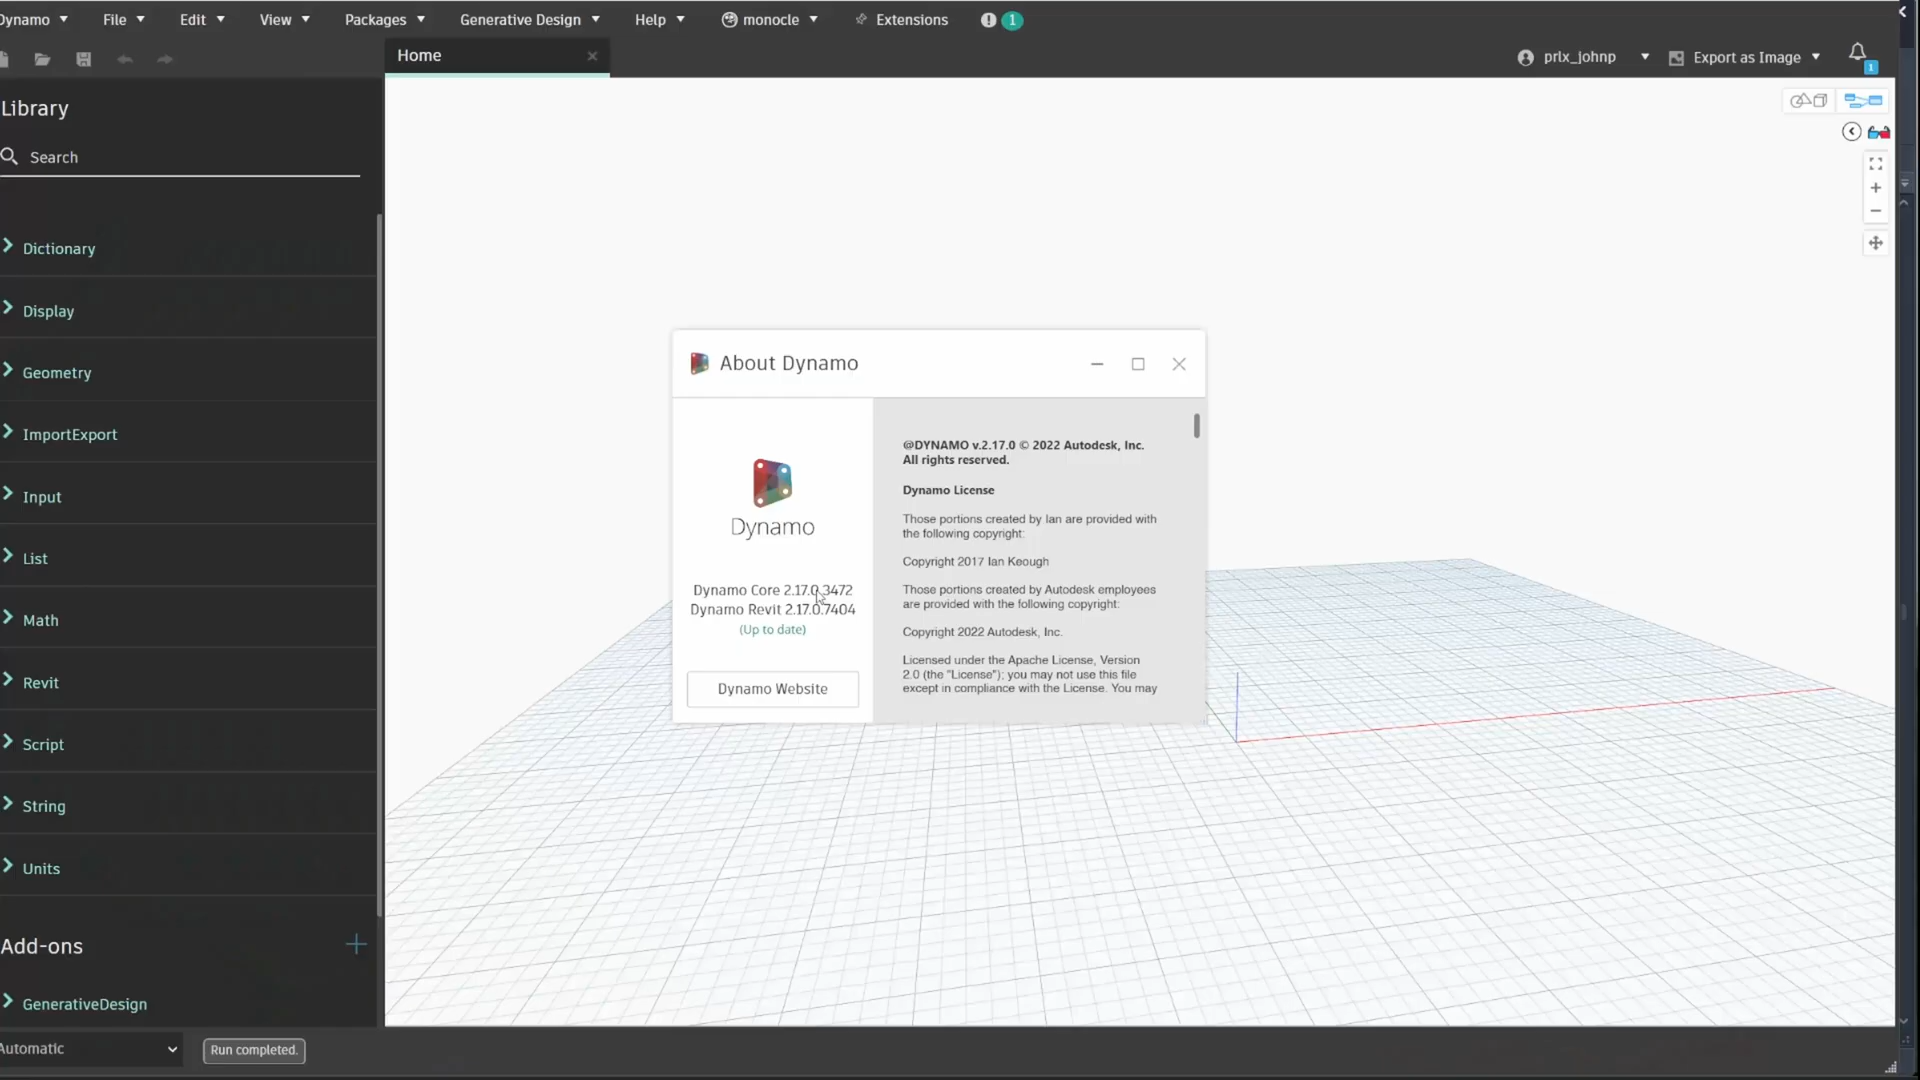 Dynamo
File
Edit
View
Packages
Generative Design
Help
monocle
Extensions
1
Home
prlx_johnp
Export as Image
1
Library
Search
Dictionary
Display
Geometry
ImportExport
Input
List
Math
Revit
Script
String
Units
Add-ons
GenerativeDesign
Automatic
Run completed.
About Dynamo
Dynamo
Dynamo Core 2.17.0.3472
Dynamo Revit 2.17.0.7404
(Up to date)
Dynamo Website
@DYNAMO v.2.17.0 © 2022 Autodesk, Inc.
All rights reserved.
Dynamo License
Those portions created by Ian are provided with
the following copyright:
Copyright 2017 Ian Keough
Those portions created by Autodesk employees
are provided with the following copyright:
Copyright 2022 Autodesk, Inc.
Licensed under the Apache License, Version
2.0 (the "License"); you may not use this file
except in compliance with the License. You may